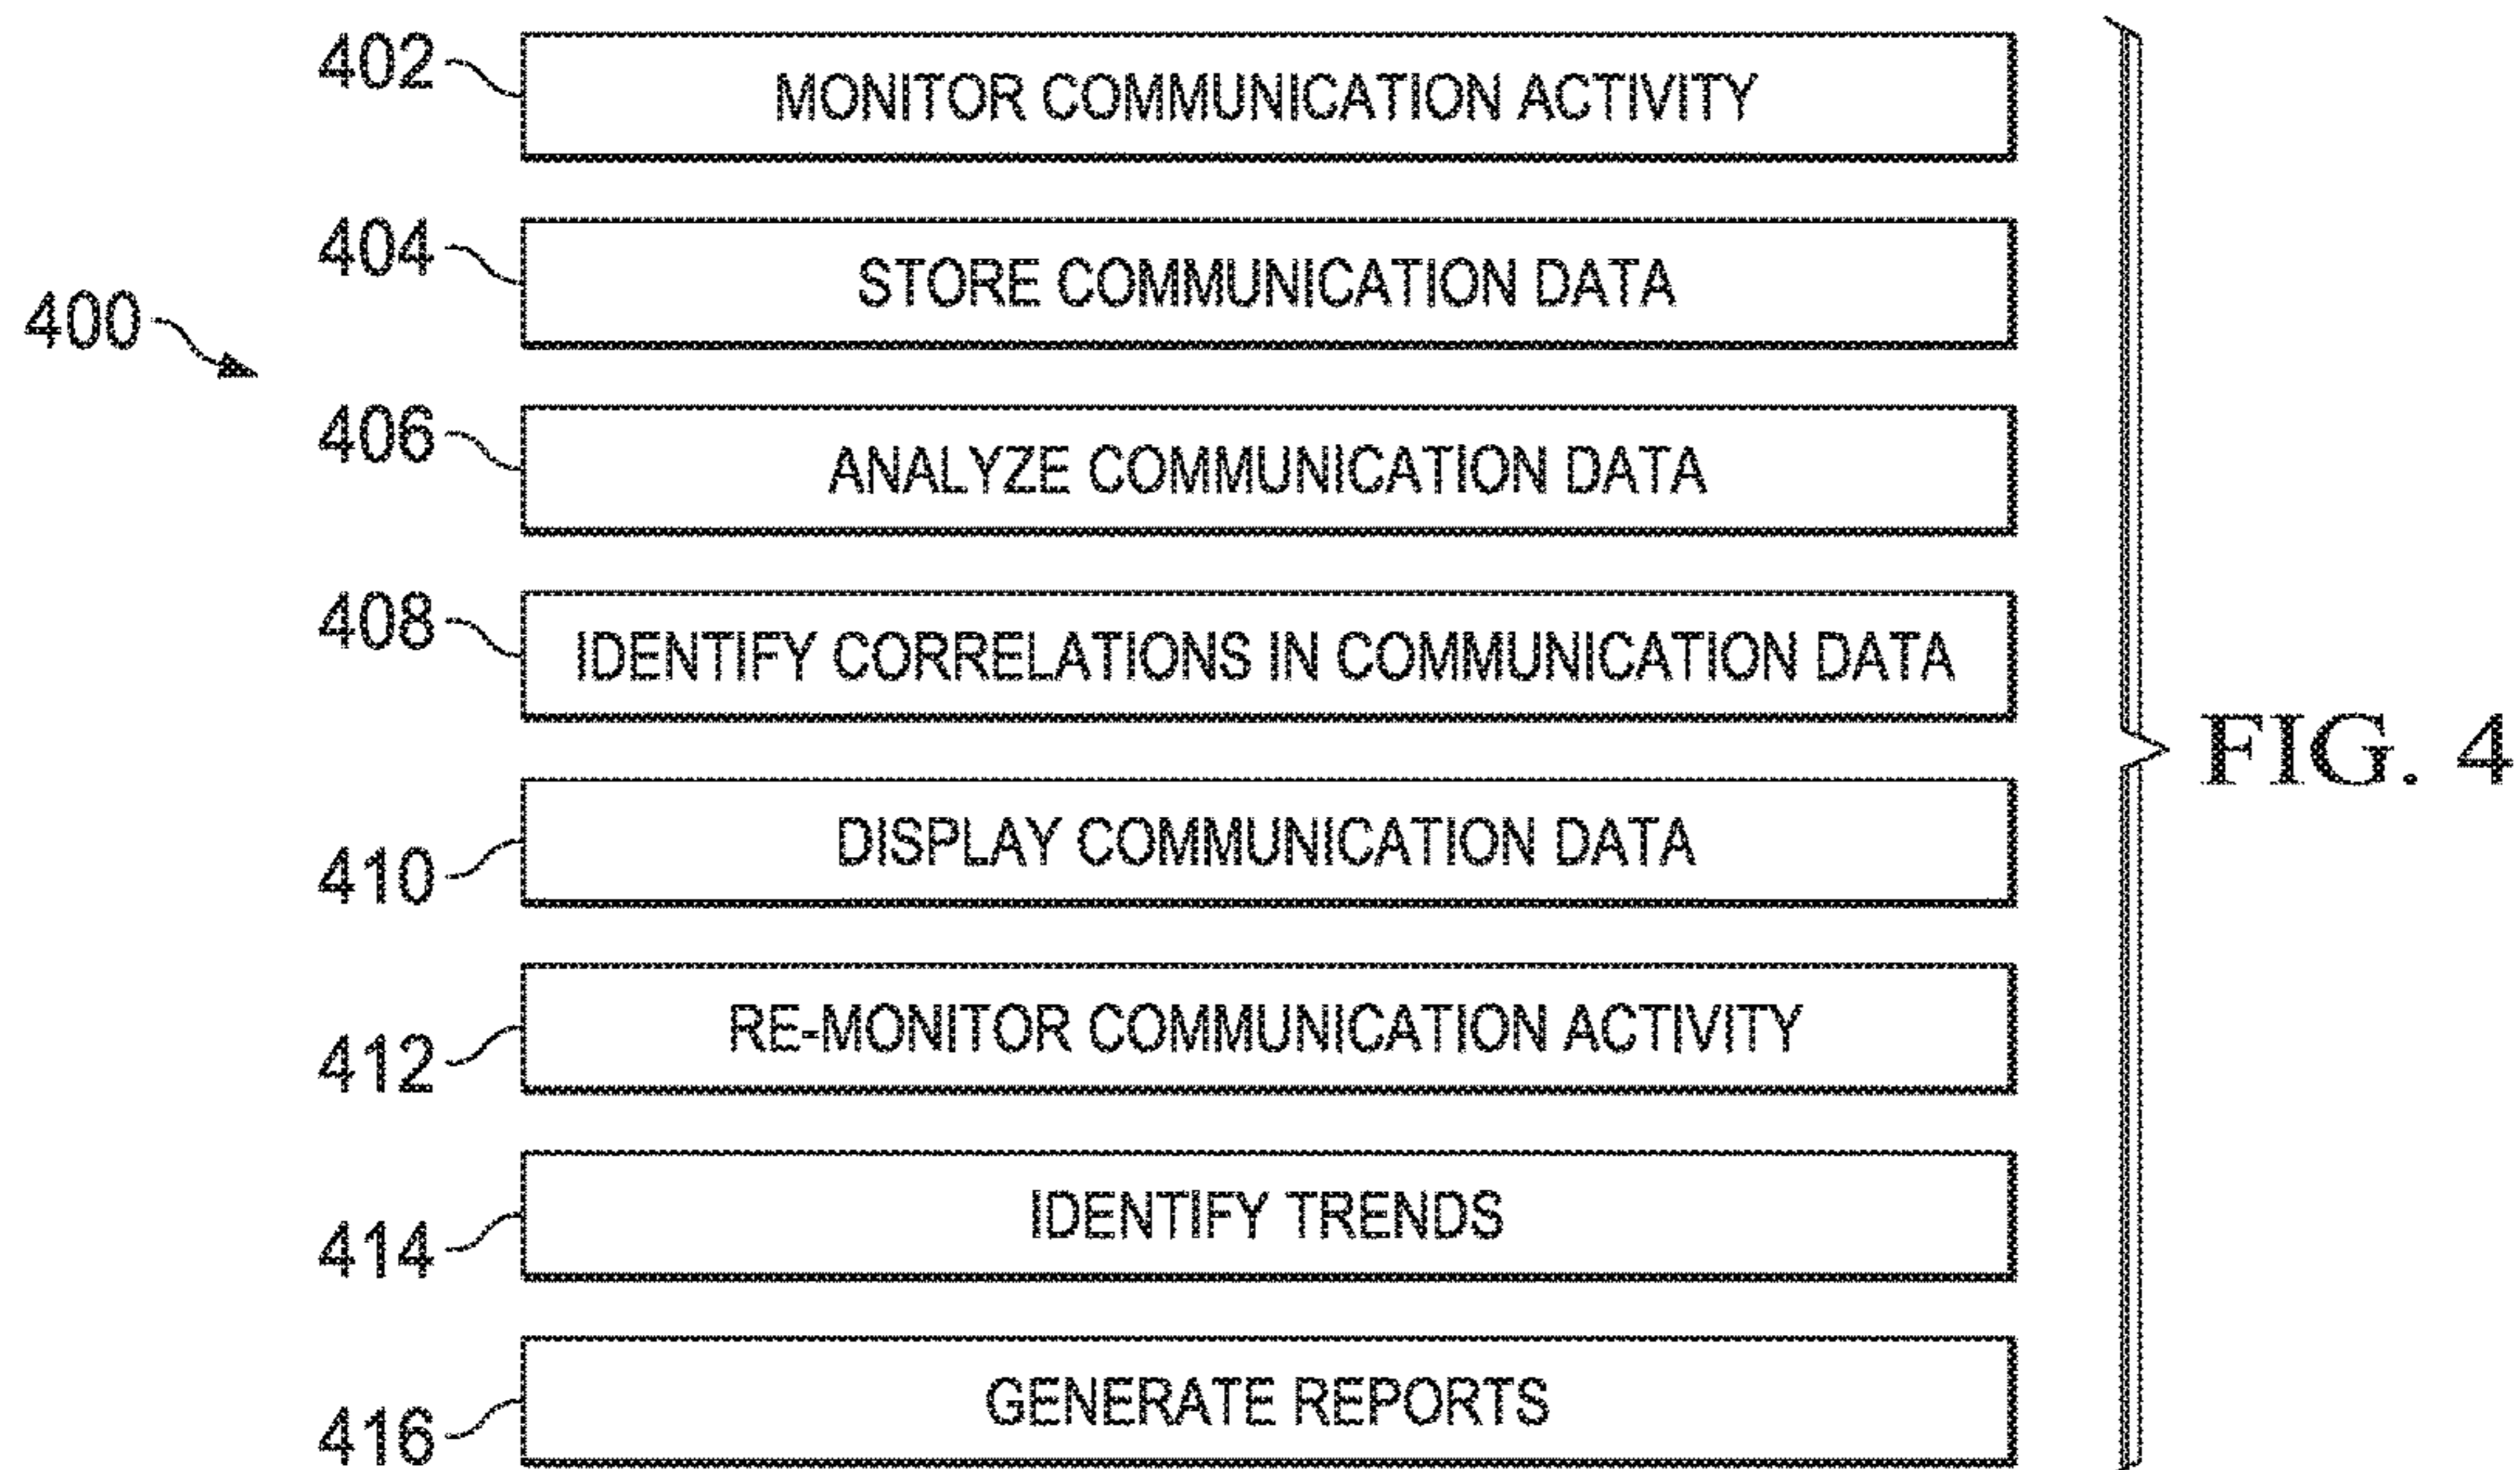 402 MONITOR COMMUNICATION ACTIVITY
404 STORE COMMUNICATION DATA
400
406 ANALYZE COMMUNICATION DATA
408 IDENTIFY CORRELATIONS IN COMMUNICATION DATA
FIG. 4
410 DISPLAY COMMUNICATION DATA
412 RE-MONITOR COMMUNICATION ACTIVITY
414 IDENTIFY TRENDS
416 GENERATE REPORTS